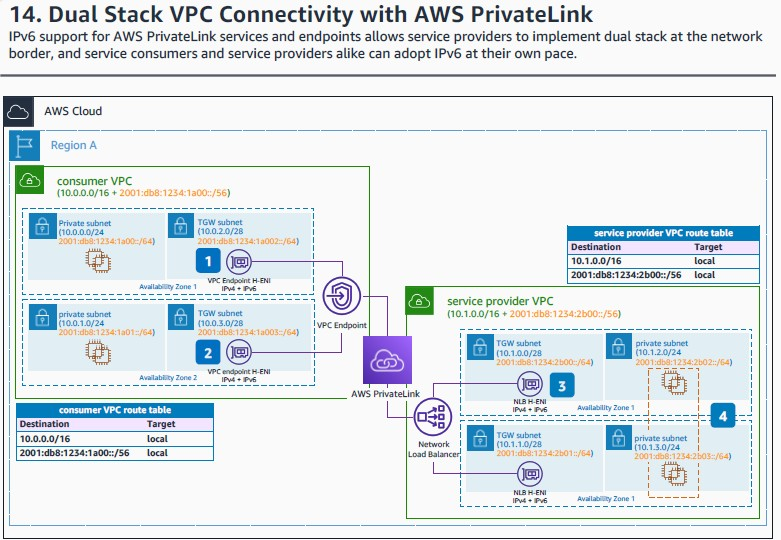 14. Dual Stack VPC Connectivity with AWS PrivateLink
IPv6 support for AWS PrivateLink services and endpoints allows service providers to implement dual stack at the network
border, and service consumers and service providers alike can adopt IPv6 at their own pace.
AWS Cloud
Region A
consumer VPC
(10.0.0.0/16 + 2001:db8:1234:1a00::/56)
Private subnet
(10.0.0.0/24
2001:db8:1234:1a00::/64)
TGW subnet
(10.0.2.0/28
2001:db8:1234:1a002::/64)
1
VPC Endpoint H-ENI
IPv4 + IPv6
Availability Zone 1
private subnet
(10.0.1.0/24
2001:db8:1234:1a01::/64)
TGW subnet
(10.0.3.0/28
2001:db8:1234:1a003::/64)
2
VPC endpoint H-ENI
IPv4 + IPv6
Availability Zone 2
VPC Endpoint
AWS PrivateLink
consumer VPC route table
Destination Target
10.0.0.0/16 local
2001:db8:1234:1a00::/56 local
service provider VPC route table
Destination Target
10.1.0.0/16 local
2001:db8:1234:2b00::/56 local
service provider VPC
(10.1.0.0/16 + 2001:db8:1234:2b00::/56)
TGW subnet
(10.1.0.0/28
2001:db8:1234:2b00::/64)
private subnet
(10.1.2.0/24
2001:db8:1234:2b02::/64)
3
NLB H-ENI
IPv4 + IPv6
Availability Zone 1
4
Network
Load Balancer
TGW subnet
(10.1.1.0/28
2001:db8:1234:2b01::/64)
private subnet
(10.1.3.0/24
2001:db8:1234:2b03::/64)
NLB H-ENI
IPv4 + IPv6
Availability Zone 1